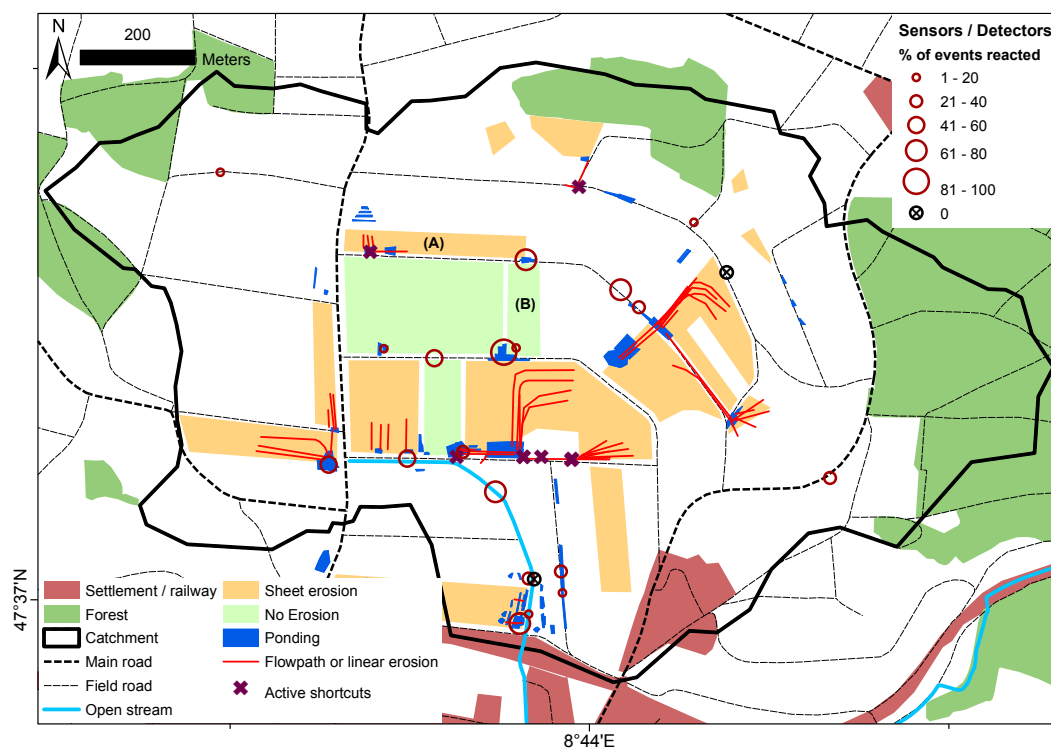 N
200
Meters
Sensors / Detectors
% of events reacted
1 - 20
21 - 40
41 - 60
61 - 80
81 - 100
0
(A)
(B)
47°37'N
Settlement / railway
Forest
Catchment
Main road
Field road
Open stream
Sheet erosion
No Erosion
Ponding
Flowpath or linear erosion
Active shortcuts
8°44'E